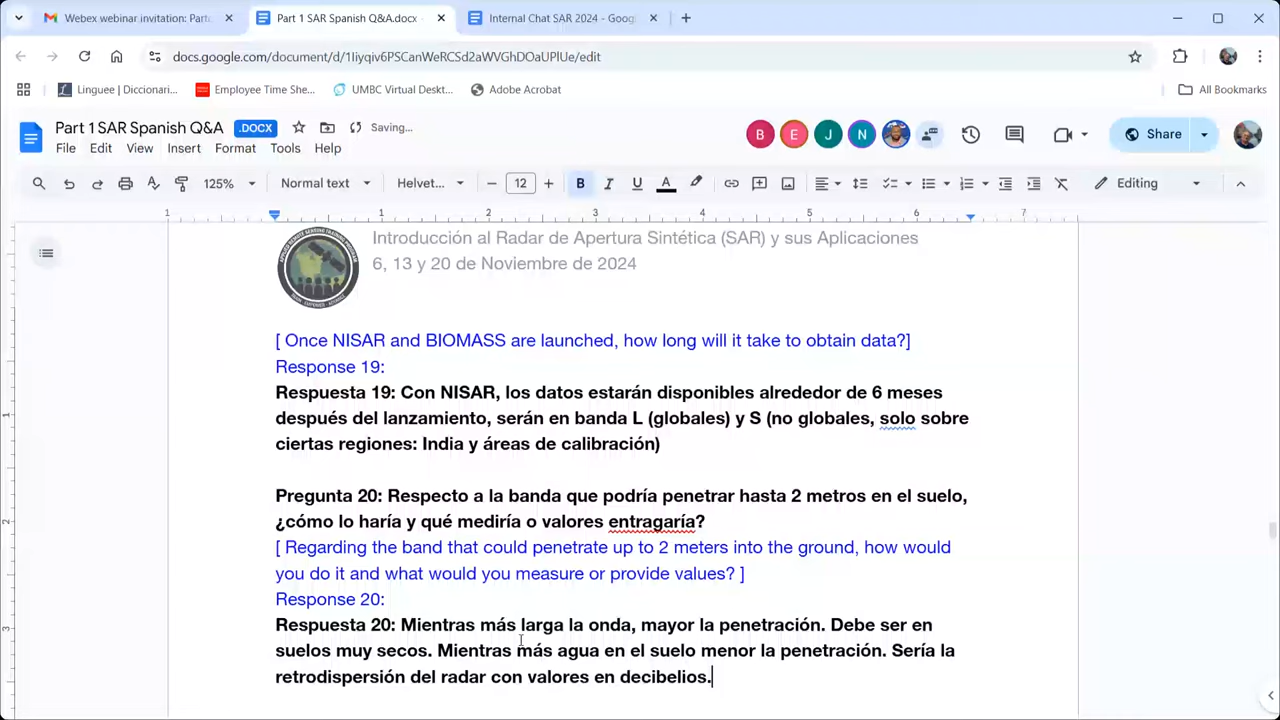 Webex webinar invitation: Part
Part 1 SAR Spanish Q&A.docx
Internal Chat SAR 2024 - Goog
docs.google.com/document/d/1Iiyqiv6PSCanWeRCSd2aWVGhDOaUPlUe/edit
Linguee | Diccionari...
Employee Time She...
UMBC Virtual Deskt...
Adobe Acrobat
All Bookmarks
Part 1 SAR Spanish Q&A .DOCX Saving...
B E J N
Share
File Edit View Insert Format Tools Help
125% Normal text Helvet... 12 B I U A Editing
1 1 2 3 4 5 6 7
Introducción al Radar de Apertura Sintética (SAR) y sus Aplicaciones
6, 13 y 20 de Noviembre de 2024
[ Once NISAR and BIOMASS are launched, how long will it take to obtain data?]
Response 19:
Respuesta 19: Con NISAR, los datos estarán disponibles alrededor de 6 meses
después del lanzamiento, serán en banda L (globales) y S (no globales, solo sobre
ciertas regiones: India y áreas de calibración)
Pregunta 20: Respecto a la banda que podría penetrar hasta 2 metros en el suelo,
¿cómo lo haría y qué mediría o valores entragaría?
[ Regarding the band that could penetrate up to 2 meters into the ground, how would
you do it and what would you measure or provide values? ]
Response 20:
Respuesta 20: Mientras más larga la onda, mayor la penetración. Debe ser en
suelos muy secos. Mientras más agua en el suelo menor la penetración. Sería la
retrodispersión del radar con valores en decibelios.